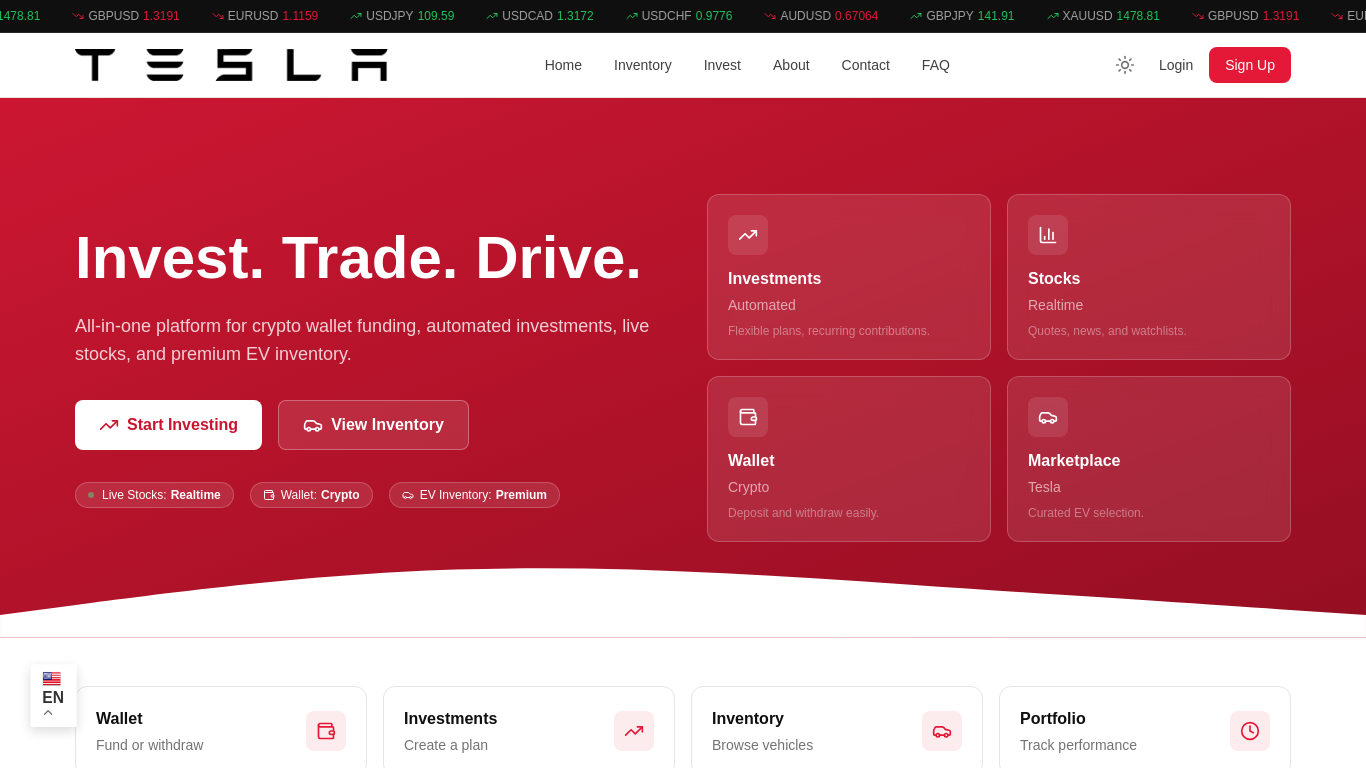 1478.81 GBPUSD 1.3191 EURUSD 1.1159 USDJPY 109.59 USDCAD 1.3172 USDCHF 0.9776 AUDUSD 0.67064 GBPJPY 141.91 XAUUSD 1478.81 GBPUSD 1.3191
TESLA Home Inventory Invest About Contact FAQ Login Sign Up
Invest. Trade. Drive.
All-in-one platform for crypto wallet funding, automated investments, live
stocks, and premium EV inventory.
Start Investing View Inventory
Live Stocks: Realtime Wallet: Crypto EV Inventory: Premium
Investments
Automated
Flexible plans, recurring contributions.
Stocks
Realtime
Quotes, news, and watchlists.
Wallet
Crypto
Deposit and withdraw easily.
Marketplace
Tesla
Curated EV selection.
EN
Wallet
Fund or withdraw
Investments
Create a plan
Inventory
Browse vehicles
Portfolio
Track performance